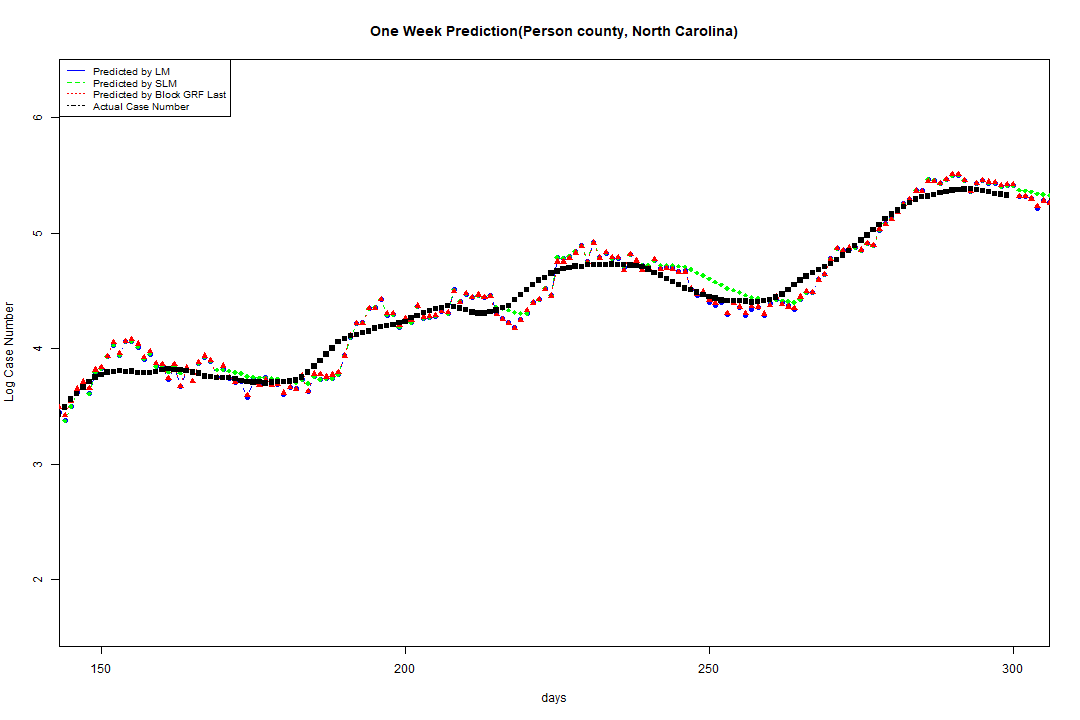 One Week Prediction(Person county, North Carolina)
Predicted by LM
Predicted by SLM
Predicted by Block GRF Last
Actual Case Number
6
5
4
3
2
Log Case Number
150 200 250 300
days